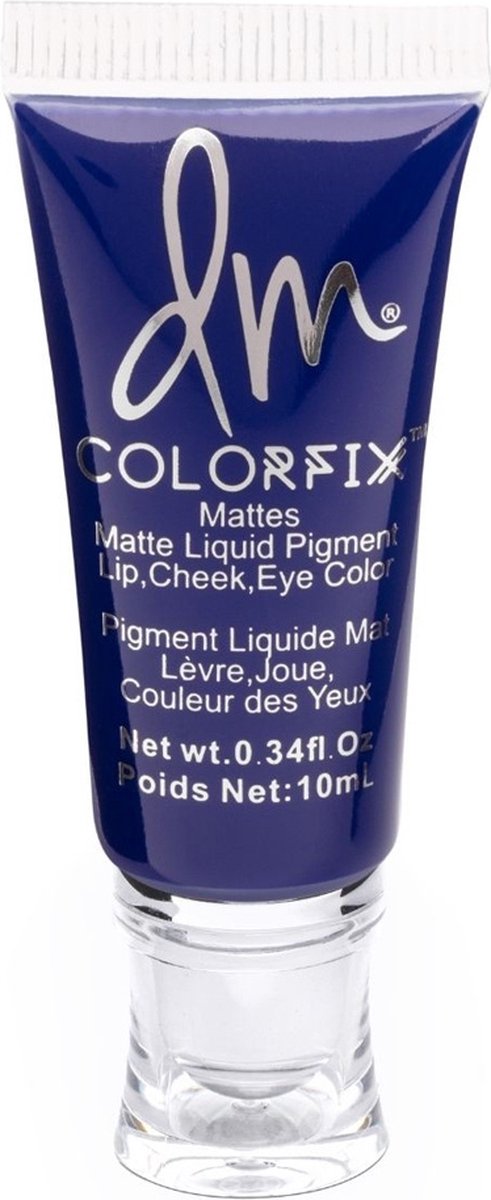 dm®
COLORFIX™
Mattes
Matte Liquid Pigment
Lip,Cheek,Eye Color
Pigment Liquide Mat
Lèvre,Joue,
Couleur des Yeux
Net wt.0.34fl.Oz
Poids Net:10mL